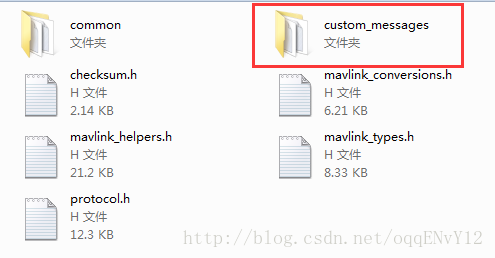 common
文件夹
custom_messages
文件夹
checksum.h
H 文件
2.14 KB
mavlink_conversions.h
H 文件
6.21 KB
mavlink_helpers.h
H 文件
21.2 KB
mavlink_types.h
H 文件
8.33 KB
protocol.h
H 文件
12.3 KB
http://blog.csdn.net/oqqENvY12